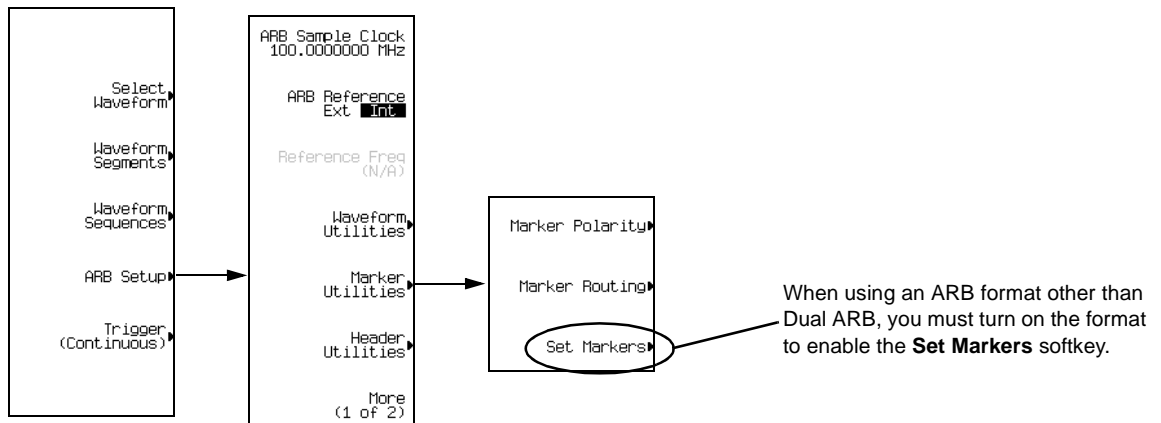 Select
Waveform
Waveform
Segments
Waveform
Sequences
ARB Setup
Trigger
(Continuous)
ARB Sample Clock
100.0000000 MHz
ARB Reference
Ext Int
Reference Freq
(N/A)
Waveform
Utilities
Marker
Utilities
Header
Utilities
More
(1 of 2)
Marker Polarity
Marker Routing
Set Markers
When using an ARB format other than
Dual ARB, you must turn on the format
to enable the Set Markers softkey.